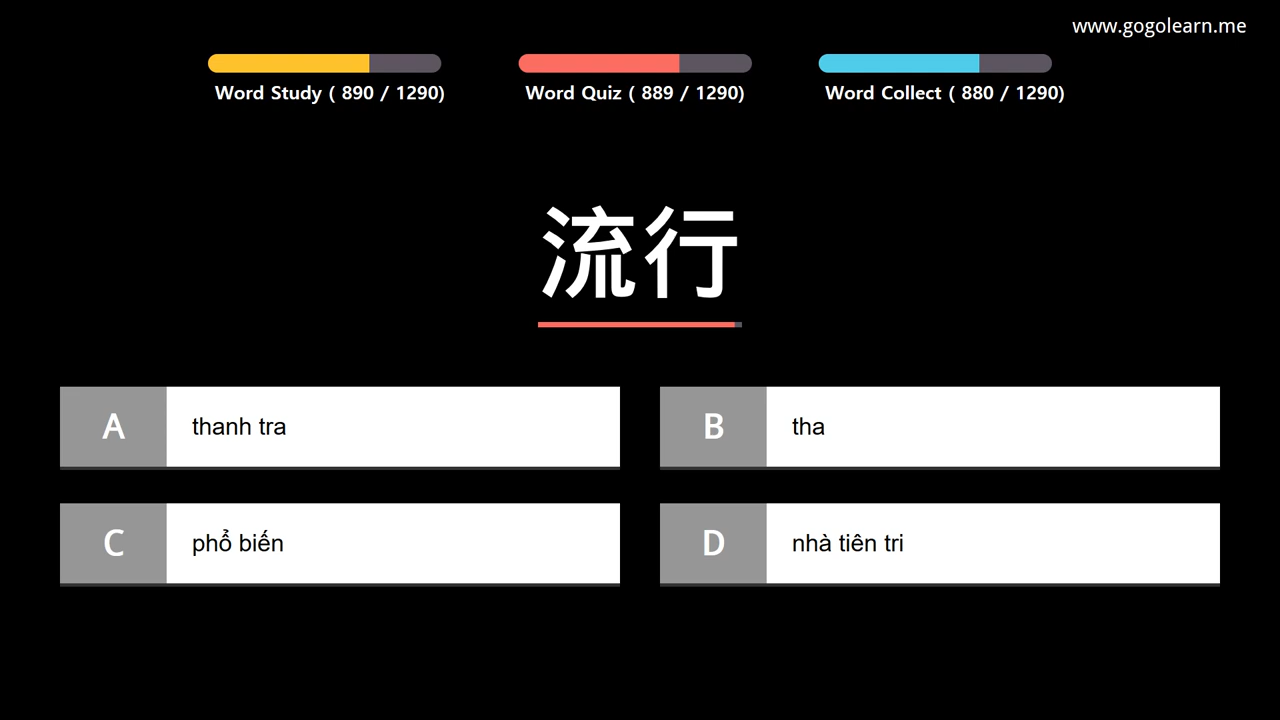 www.gogolearn.me
Word Study ( 890 / 1290)
Word Quiz ( 889 / 1290)
Word Collect ( 880 / 1290)
流行
A thanh tra
B tha
C phổ biến
D nhà tiên tri